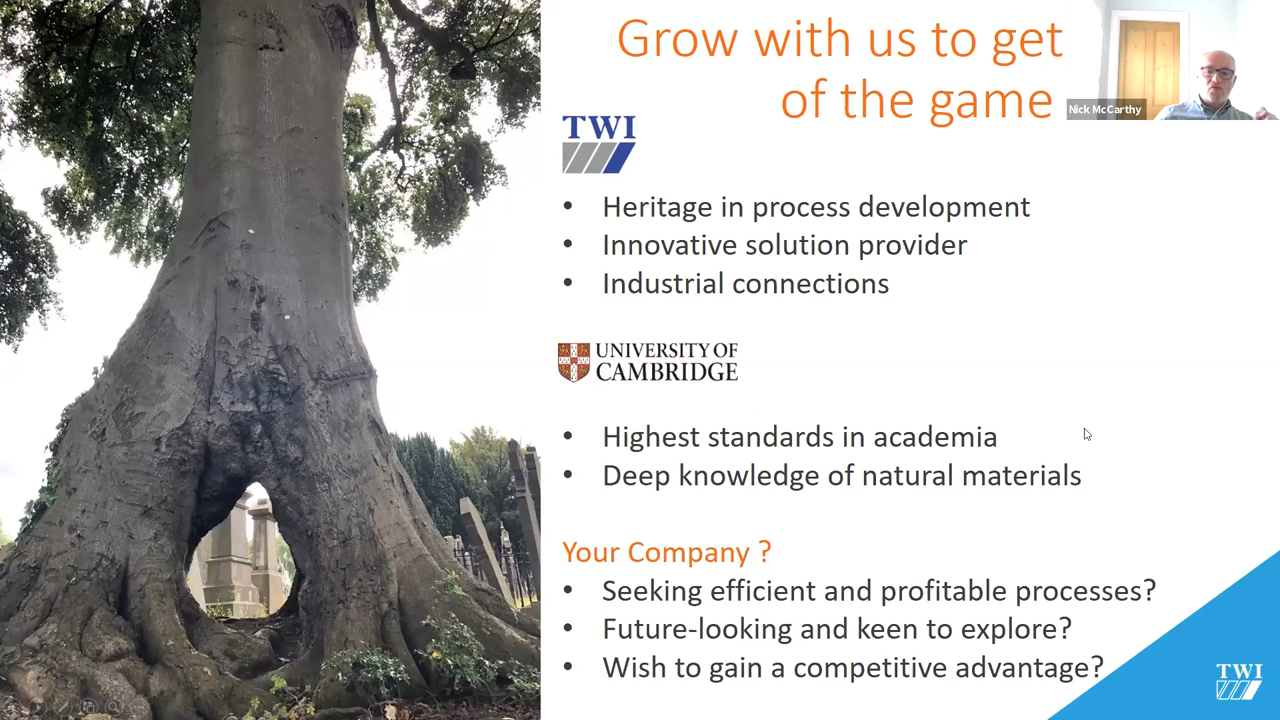 Grow with us to get
of the game
Nick McCarthy
TWI
• Heritage in process development
• Innovative solution provider
• Industrial connections
UNIVERSITY OF
CAMBRIDGE
• Highest standards in academia
• Deep knowledge of natural materials
Your Company ?
• Seeking efficient and profitable processes?
• Future-looking and keen to explore?
• Wish to gain a competitive advantage?
TWI